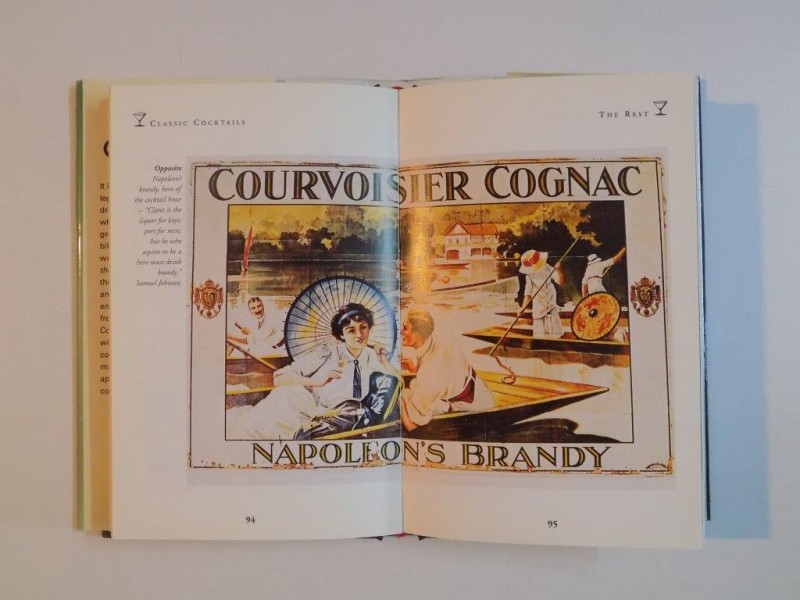 CLASSIC COCKTAILS
THE REST
Opposite
Napoleon's
brandy, hero of
the cocktail hour
– "Claret is the
liquor for boys;
port for men;
but he who
aspires to be a
hero must drink
brandy."
Samuel Johnson.
COURVOISIER COGNAC
NAPOLEON'S BRANDY
94
95